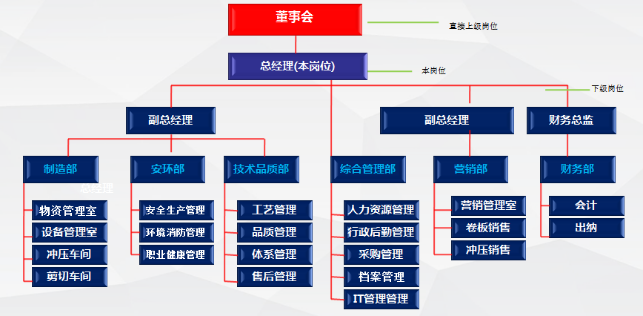 董事会
直接上级岗位
总经理(本岗位)
本岗位
下级岗位
副总经理
副总经理
财务总监
制造部
安环部
技术品质部
综合管理部
营销部
财务部
总经理
物资管理室
设备管理室
冲压车间
剪切车间
安全生产管理
环境消防管理
职业健康管理
工艺管理
品质管理
体系管理
售后管理
人力资源管理
行政后勤管理
采购管理
档案管理
IT管理管理
营销管理室
卷板销售
冲压销售
会计
出纳